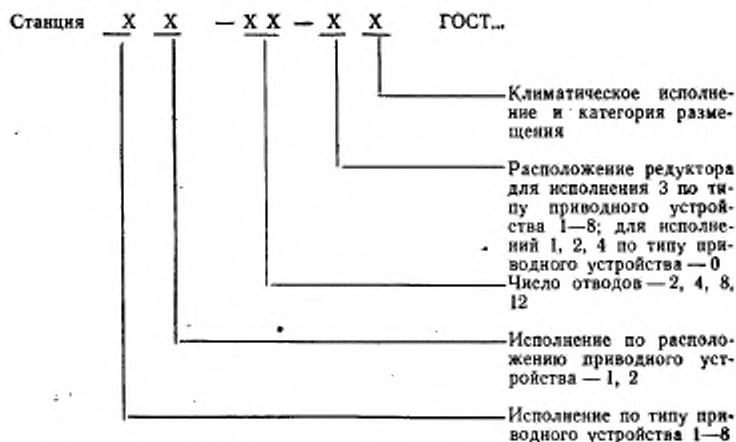 Станция X X — X X — X X ГОСТ...
Климатическое исполне-
ние и категория разме-
щения
Расположение редуктора
для исполнения 3 по ти-
пу приводного устрой-
ства 1—8; для исполне-
ний 1, 2, 4 по типу при-
водного устройства — 0
Число отводов — 2, 4, 8,
12
Исполнение по располо-
жению приводного уст-
ройства — 1, 2
Исполнение по типу при-
водного устройства 1—8